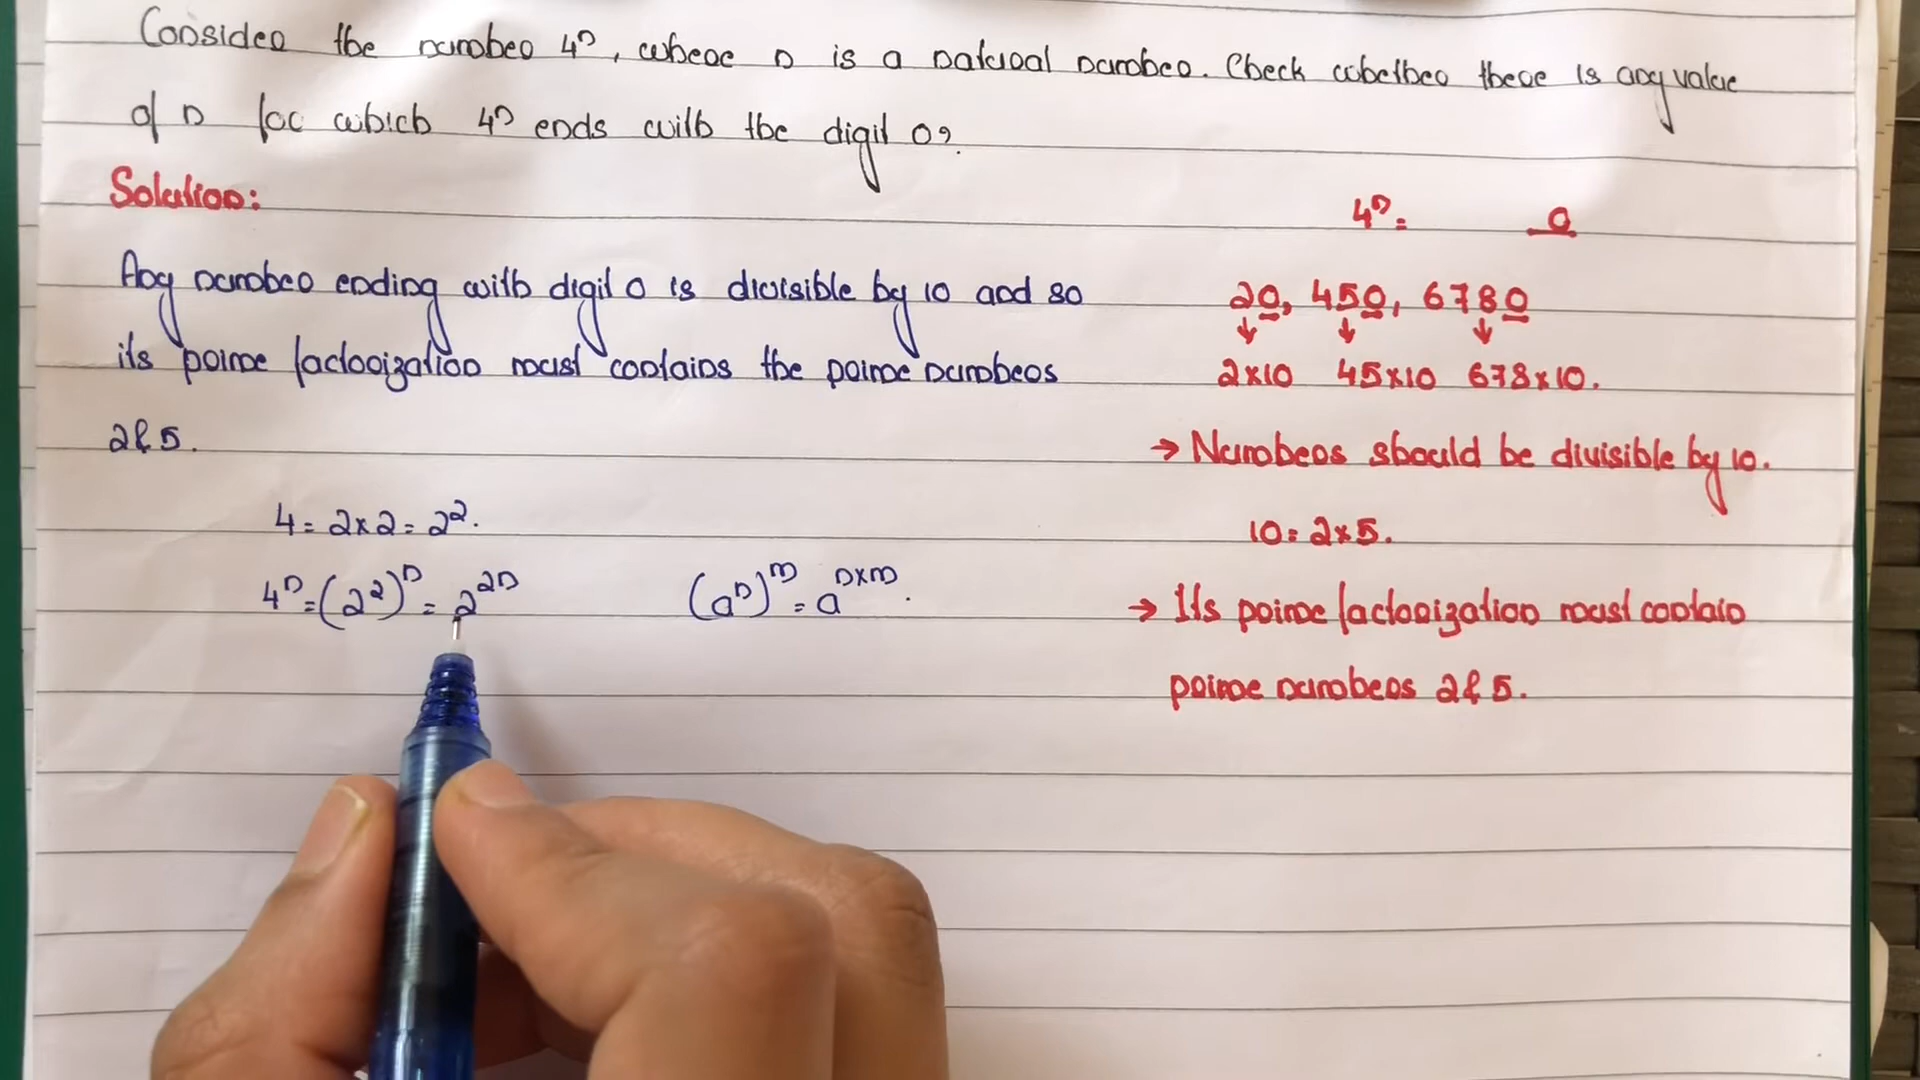 Consider the number 4ⁿ, where n is a natural number. Check whether there is any value
of n for which 4ⁿ ends with the digit 0?.
Solution:
Any number ending with digit 0 is divisible by 10 and so
its prime factorization must contains the prime numbers
2 & 5.
4 = 2×2 = 2².
4ⁿ = (2²)ⁿ = 2²ⁿ
(aⁿ)ᵐ = aⁿˣᵐ.
4ⁿ = 0
20, 450, 6780
↓ ↓ ↓
2×10 45×10 678×10.
→ Numbers should be divisible by 10.
10 = 2×5.
→ Its prime factorization must contain
prime numbers 2 & 5.